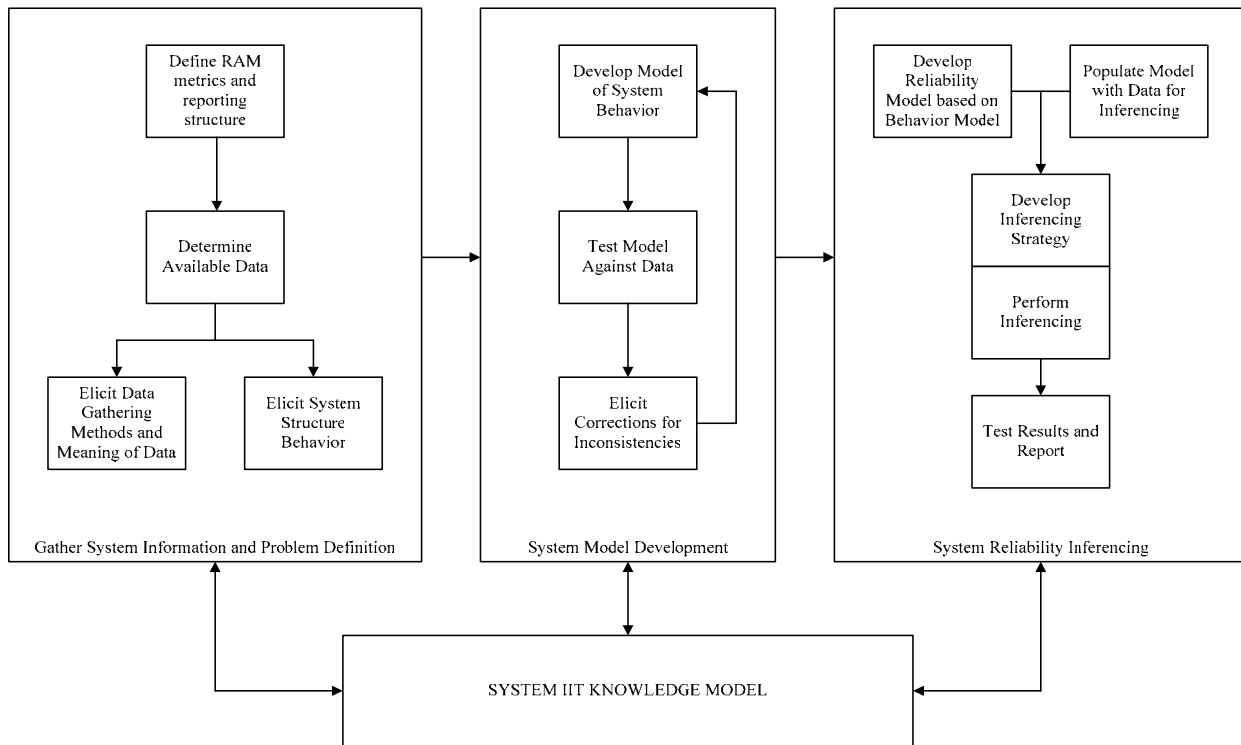 Define RAM
metrics and
reporting
structure
Determine
Available Data
Elicit Data
Gathering
Methods and
Meaning of Data
Elicit System
Structure
Behavior
Gather System Information and Problem Definition
Develop Model
of System
Behavior
Test Model
Against Data
Elicit
Corrections for
Inconsistencies
System Model Development
Develop
Reliability
Model based on
Behavior Model
Populate Model
with Data for
Inferencing
Develop
Inferencing
Strategy
Perform
Inferencing
Test Results and
Report
System Reliability Inferencing
SYSTEM IIT KNOWLEDGE MODEL